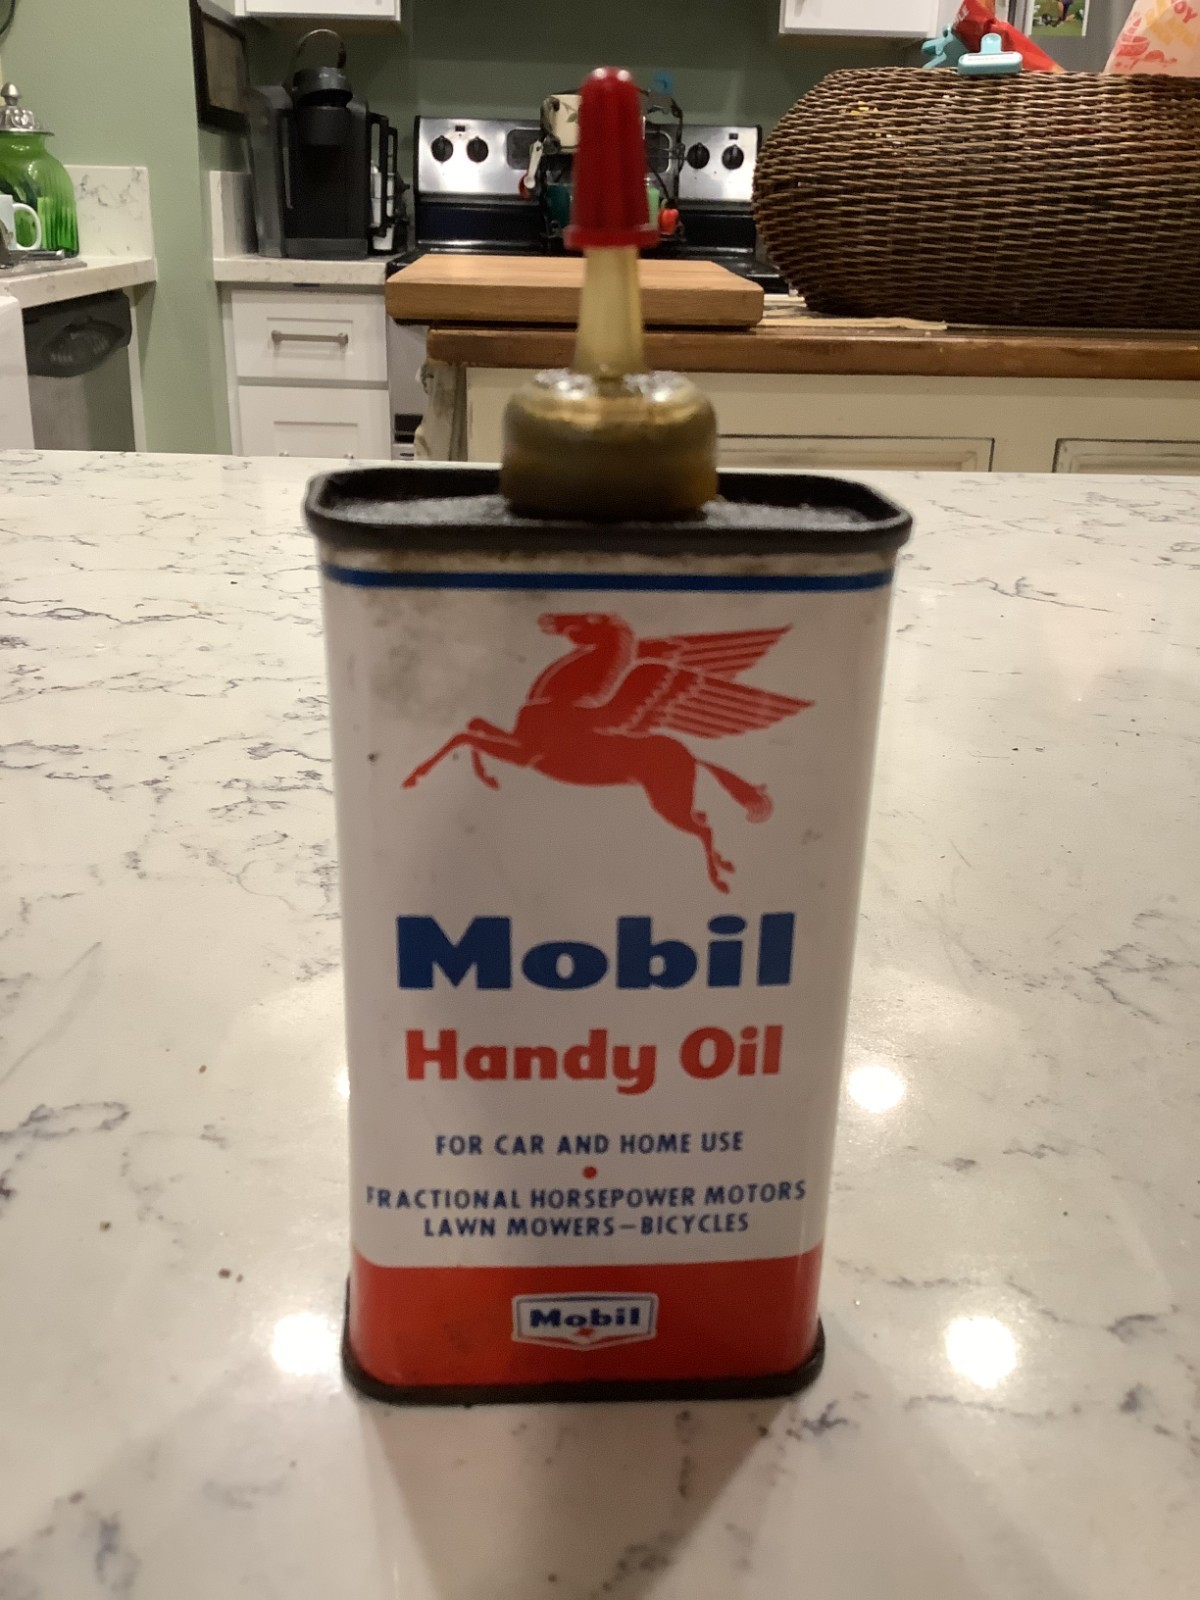 Mobil
Handy Oil
FOR CAR AND HOME USE
FRACTIONAL HORSEPOWER MOTORS
LAWN MOWERS—BICYCLES
Mobil